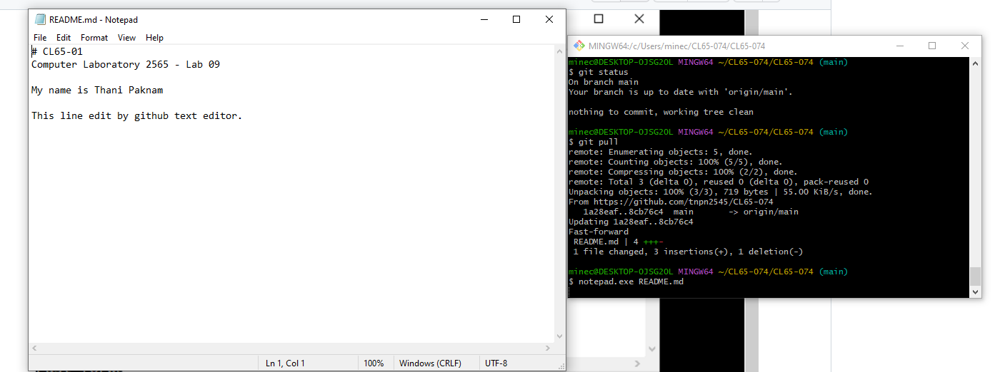 README.md - Notepad
File Edit Format View Help
# CL65-01
Computer Laboratory 2565 - Lab 09
My name is Thani Paknam
This line edit by github text editor.
Ln 1, Col 1 100% Windows (CRLF) UTF-8
MINGW64:/c/Users/minec/CL65-074/CL65-074
minec@DESKTOP-OJSG2OL MINGW64 ~/CL65-074/CL65-074 (main)
$ git status
On branch main
Your branch is up to date with 'origin/main'.
nothing to commit, working tree clean
minec@DESKTOP-OJSG2OL MINGW64 ~/CL65-074/CL65-074 (main)
$ git pull
remote: Enumerating objects: 5, done.
remote: Counting objects: 100% (5/5), done.
remote: Compressing objects: 100% (2/2), done.
remote: Total 3 (delta 0), reused 0 (delta 0), pack-reused 0
Unpacking objects: 100% (3/3), 719 bytes | 55.00 KiB/s, done.
From https://github.com/tnpn2545/CL65-074
   1a28eaf..8cb76c4  main       -> origin/main
Updating 1a28eaf..8cb76c4
Fast-forward
 README.md | 4 +++-
 1 file changed, 3 insertions(+), 1 deletion(-)
minec@DESKTOP-OJSG2OL MINGW64 ~/CL65-074/CL65-074 (main)
$ notepad.exe README.md